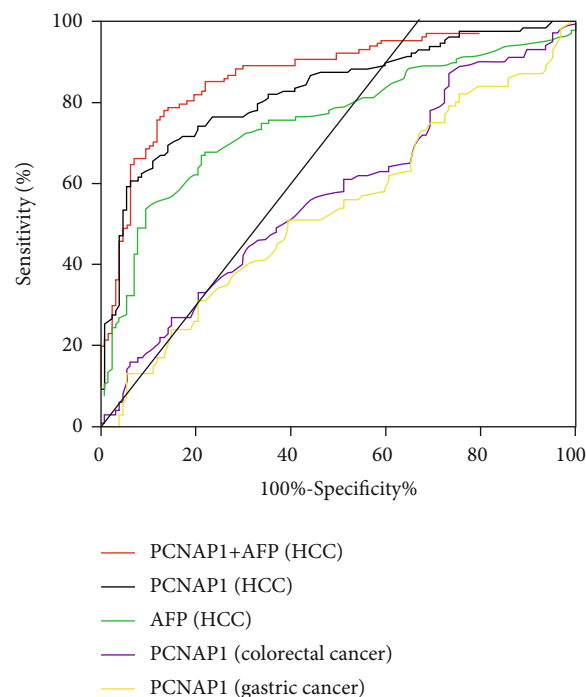 100
80
60
40
20
0
Sensitivity (%)
0 20 40 60 80 100
100%-Specificity%
PCNAP1+AFP (HCC)
PCNAP1 (HCC)
AFP (HCC)
PCNAP1 (colorectal cancer)
PCNAP1 (gastric cancer)